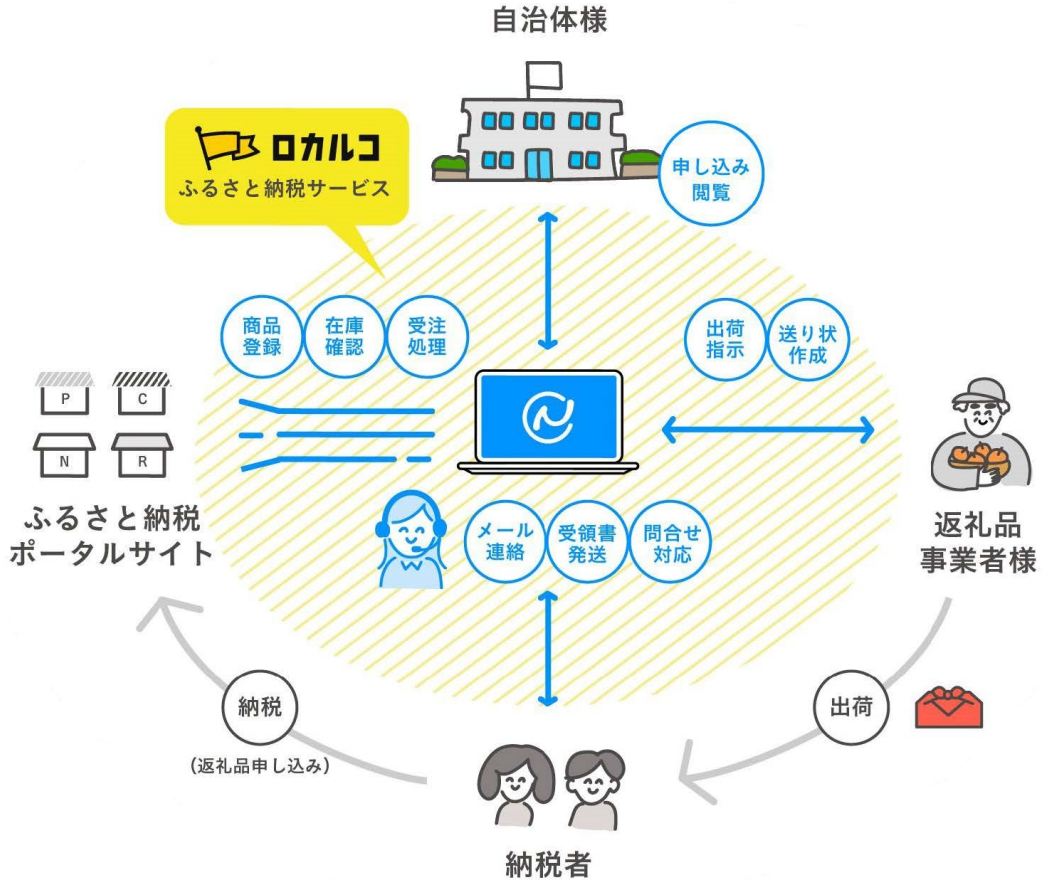 自治体様
ロカルコ
ふるさと納税サービス
申し込み
閲覧
商品
登録
在庫
確認
受注
処理
出荷
指示
送り状
作成
P
C
N
R
ふるさと納税
ポータルサイト
メール
連絡
受領書
発送
問合せ
対応
返礼品
事業者様
納税
(返礼品申し込み)
出荷
納税者